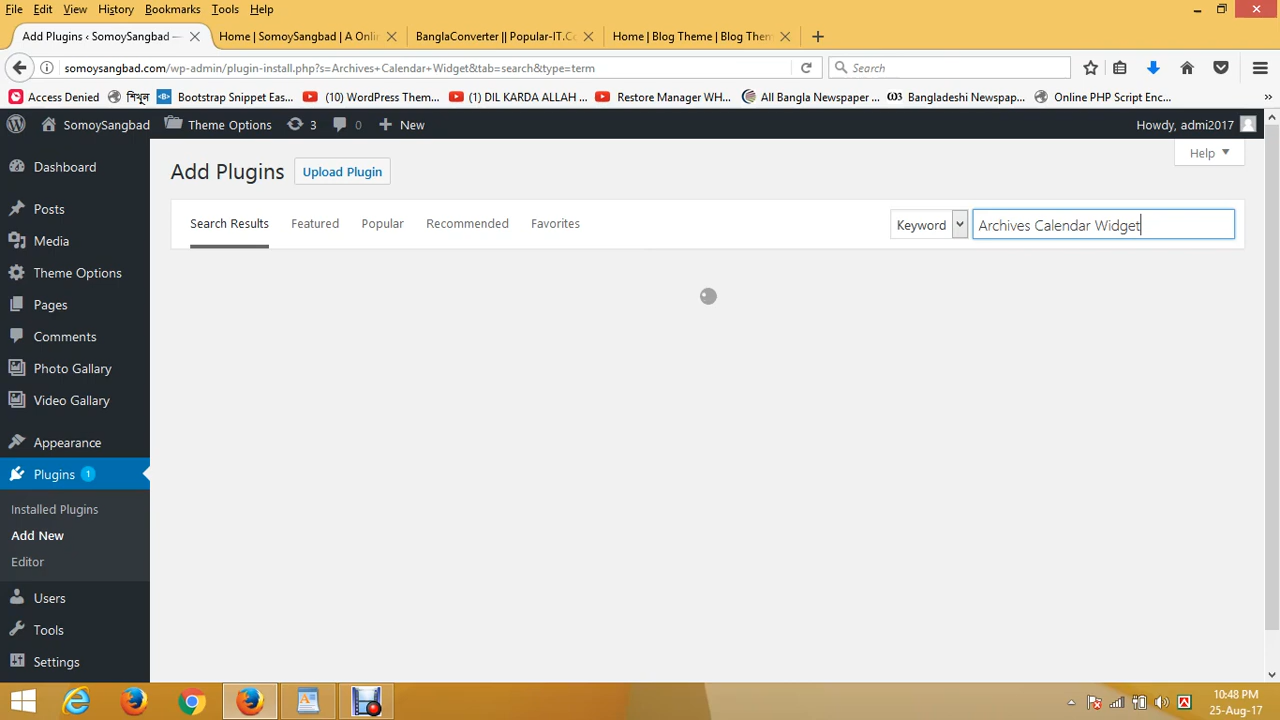 File Edit View History Bookmarks Tools Help
Add Plugins ‹ SomoySangbad —
Home | SomoySangbad | A Onli
BanglaConverter || Popular-IT.Co
Home | Blog Theme | Blog Them
somoysangbad.com/wp-admin/plugin-install.php?s=Archives+Calendar+Widget&tab=search&type=term
Search
Access Denied
Bootstrap Snippet Eas...
(10) WordPress Them...
(1) DIL KARDA ALLAH ...
Restore Manager WH...
All Bangla Newspaper ...
Bangladeshi Newspap...
Online PHP Script Enc...
SomoySangbad Theme Options 3 0 New
Howdy, admi2017
Help
Dashboard
Posts
Media
Theme Options
Pages
Comments
Photo Gallary
Video Gallary
Appearance
Plugins 1
Installed Plugins
Add New
Editor
Users
Tools
Settings
Add Plugins Upload Plugin
Search Results Featured Popular Recommended Favorites
Keyword
Archives Calendar Widget
10:48 PM
25-Aug-17